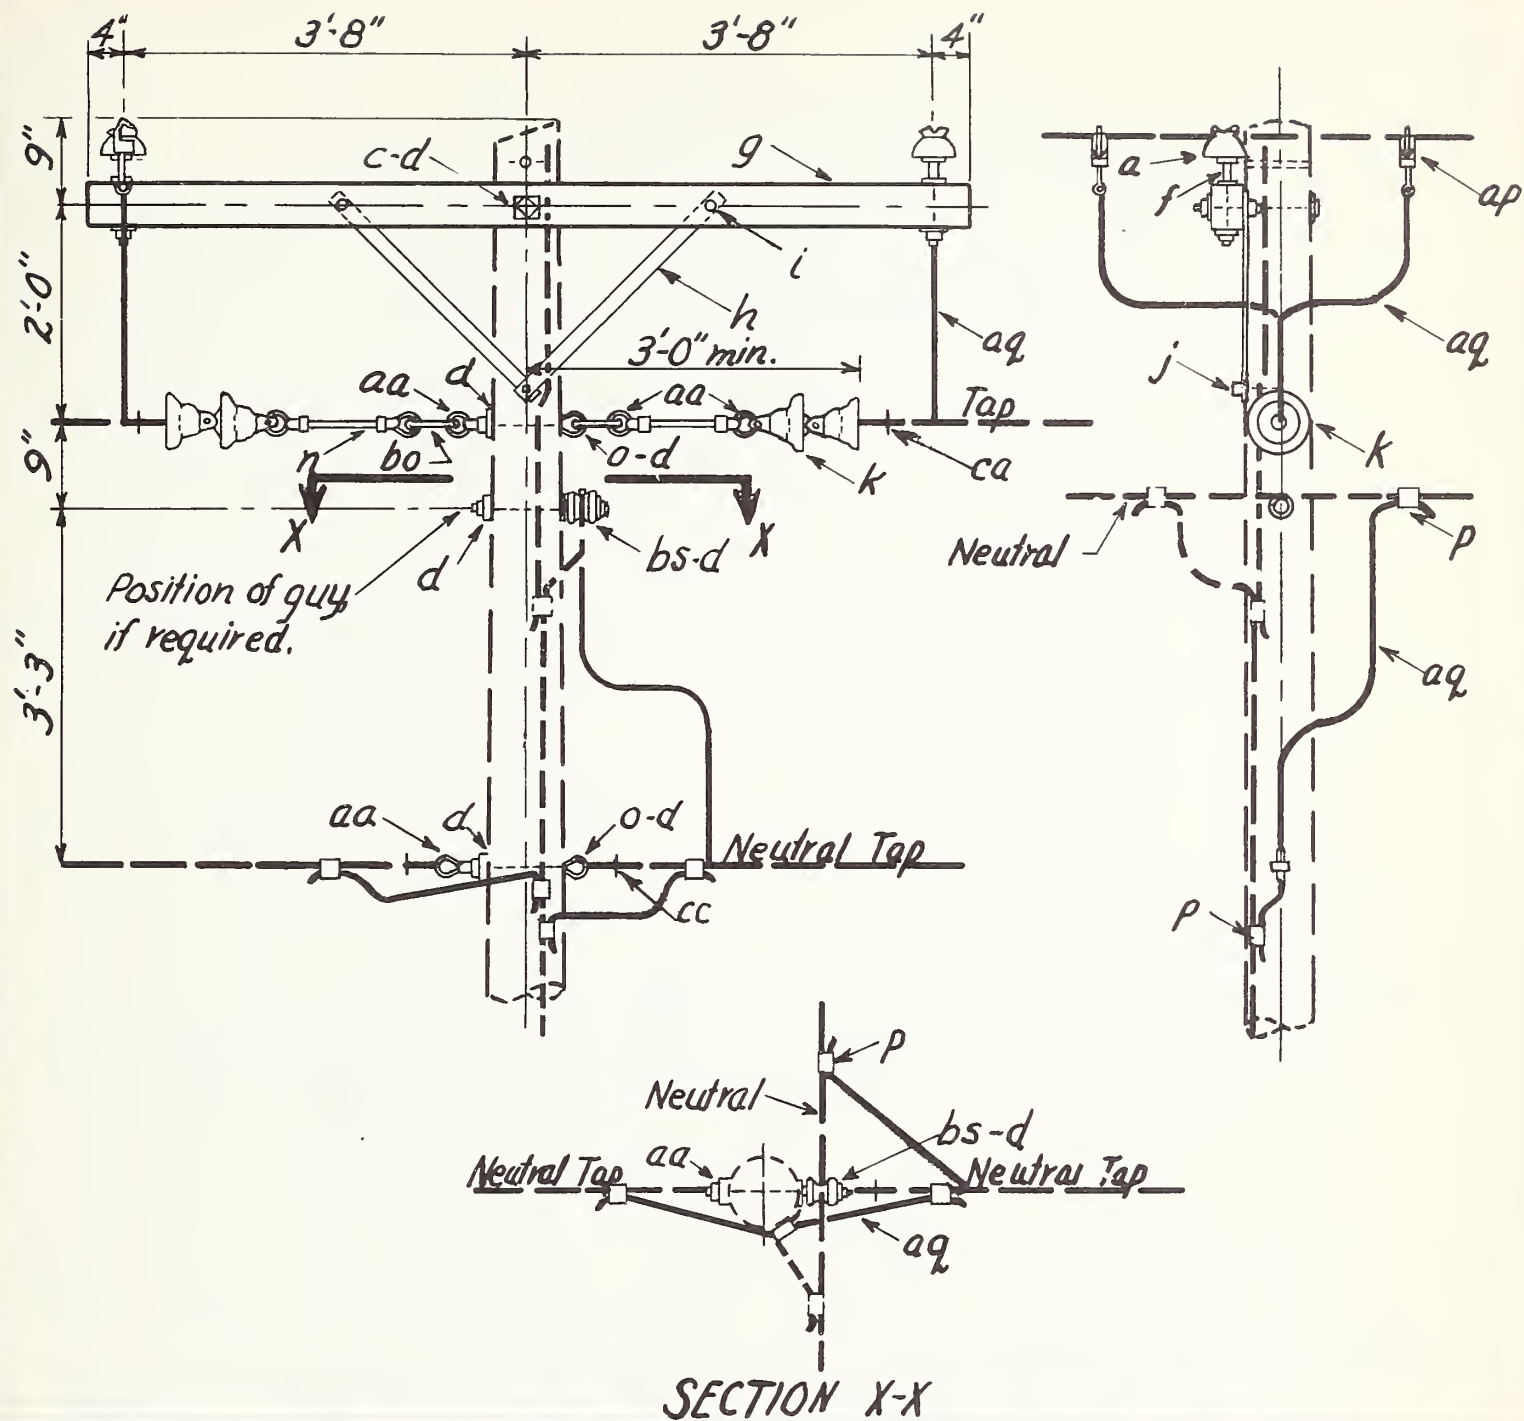 4" 3'-8" 3'-8" 4"
9"
c-d
g
a
f
ap
2'-0"
i
h
aq
aq
3'-0" min.
j
aa d aa
Tap
n bo o-d k ca
k
9"
X X
d bs-d
Neutral
p
Position of guy
if required.
3'-3"
aq
aa d o-d
Neutral Tap
cc
p
p
Neutral
bs-d
Neutral Tap aa Neutral Tap
aq
SECTION X-X